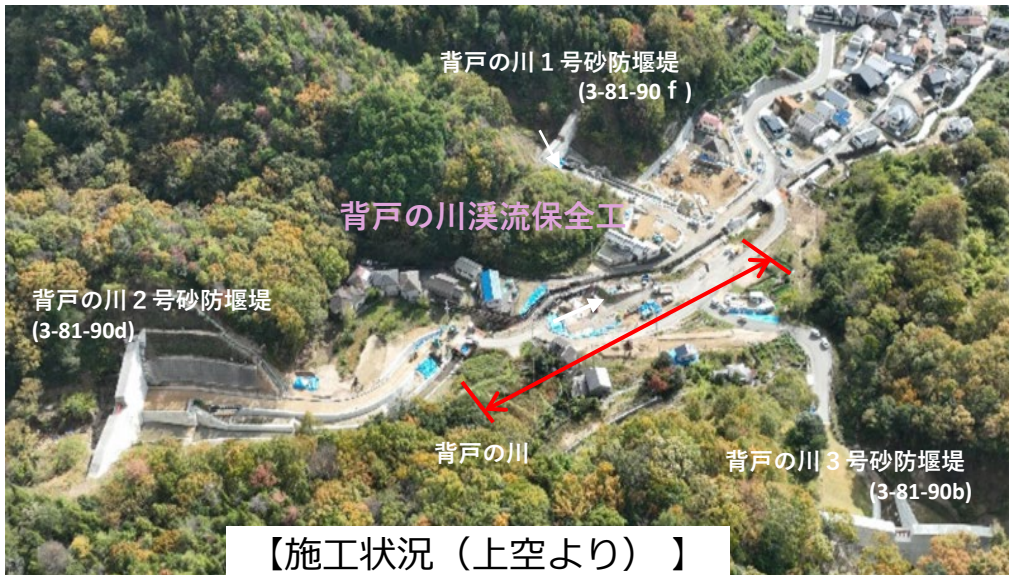 背戸の川１号砂防堰堤
(3-81-90ｆ)
背戸の川渓流保全工
背戸の川２号砂防堰堤
(3-81-90d)
背戸の川
背戸の川３号砂防堰堤
(3-81-90b)
【施工状況（上空より）】